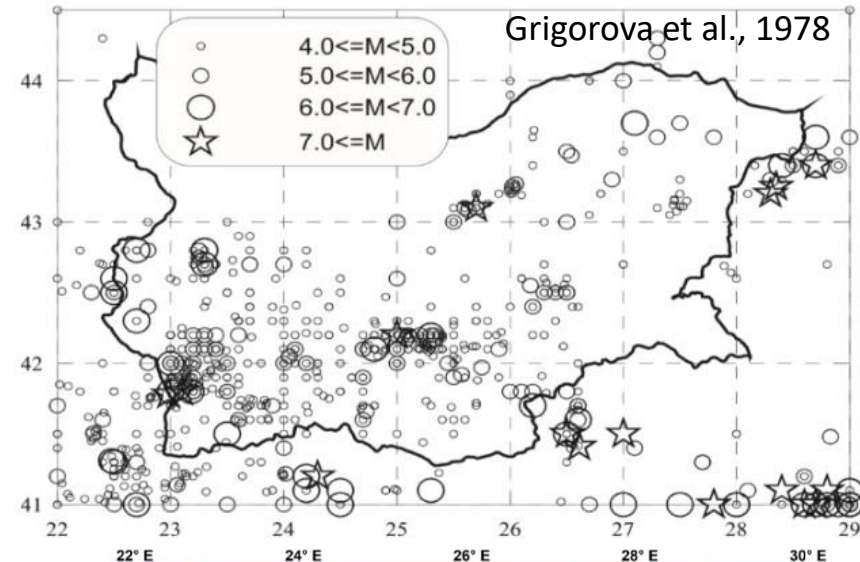 Grigorova et al., 1978
4.0<=M<5.0
5.0<=M<6.0
6.0<=M<7.0
7.0<=M
44
43
42
41
22 23 24 25 26 27 28 29
22° E 24° E 26° E 28° E 30° E